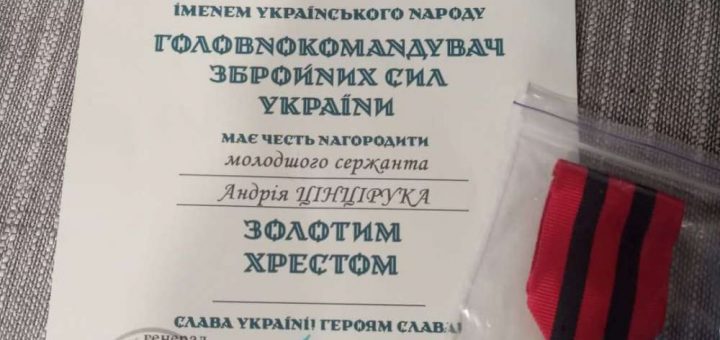 ІМЕНЕМ УКРАЇНСЬКОГО НАРОДУ
ГОЛОВНОКОМАНДУВАЧ
ЗБРОЙНИХ СИЛ
УКРАЇНИ
МАЄ ЧЕСТЬ НАГОРОДИТИ
молодшого сержанта
Андрія ЦІНЦІРУКА
ЗОЛОТИМ
ХРЕСТОМ
СЛАВА УКРАЇНІ! ГЕРОЯМ СЛАВА!
генерал